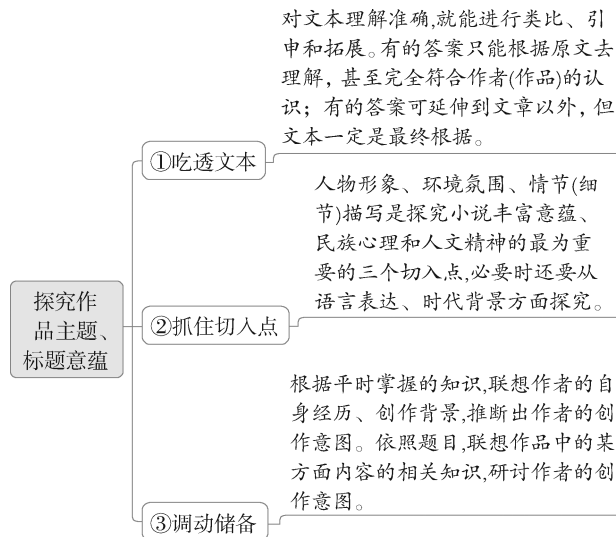 探究作
品主题、
标题意蕴
①吃透文本
对文本理解准确,就能进行类比、引
申和拓展。有的答案只能根据原文去
理解，甚至完全符合作者(作品)的认
识；有的答案可延伸到文章以外，但
文本一定是最终根据。
②抓住切入点
人物形象、环境氛围、情节(细
节)描写是探究小说丰富意蕴、
民族心理和人文精神的最为重
要的三个切入点,必要时还要从
语言表达、时代背景方面探究。
③调动储备
根据平时掌握的知识,联想作者的自
身经历、创作背景,推断出作者的创
作意图。依照题目,联想作品中的某
方面内容的相关知识,研讨作者的创
作意图。